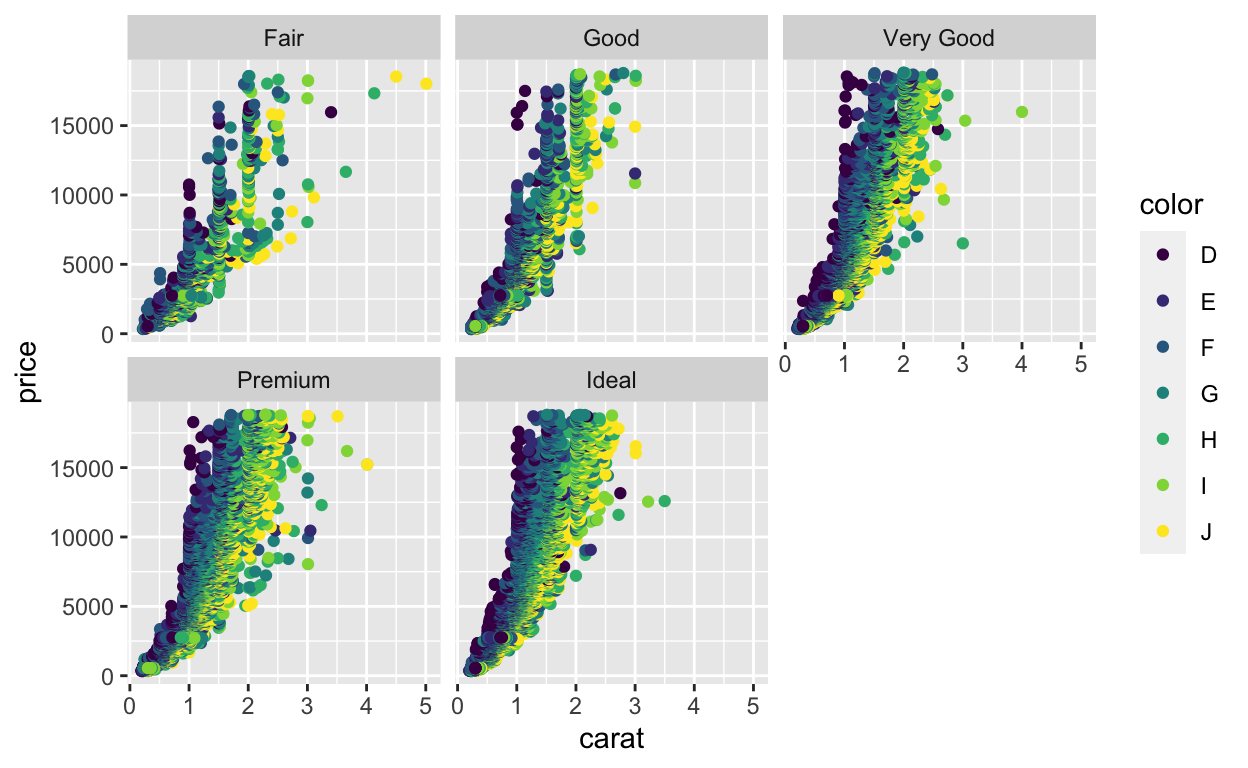 Fair Good Very Good
15000
10000
5000
0
0 1 2 3 4 5
Premium Ideal
15000
10000
5000
0
0 1 2 3 4 5 0 1 2 3 4 5
carat
price
color
D
E
F
G
H
I
J